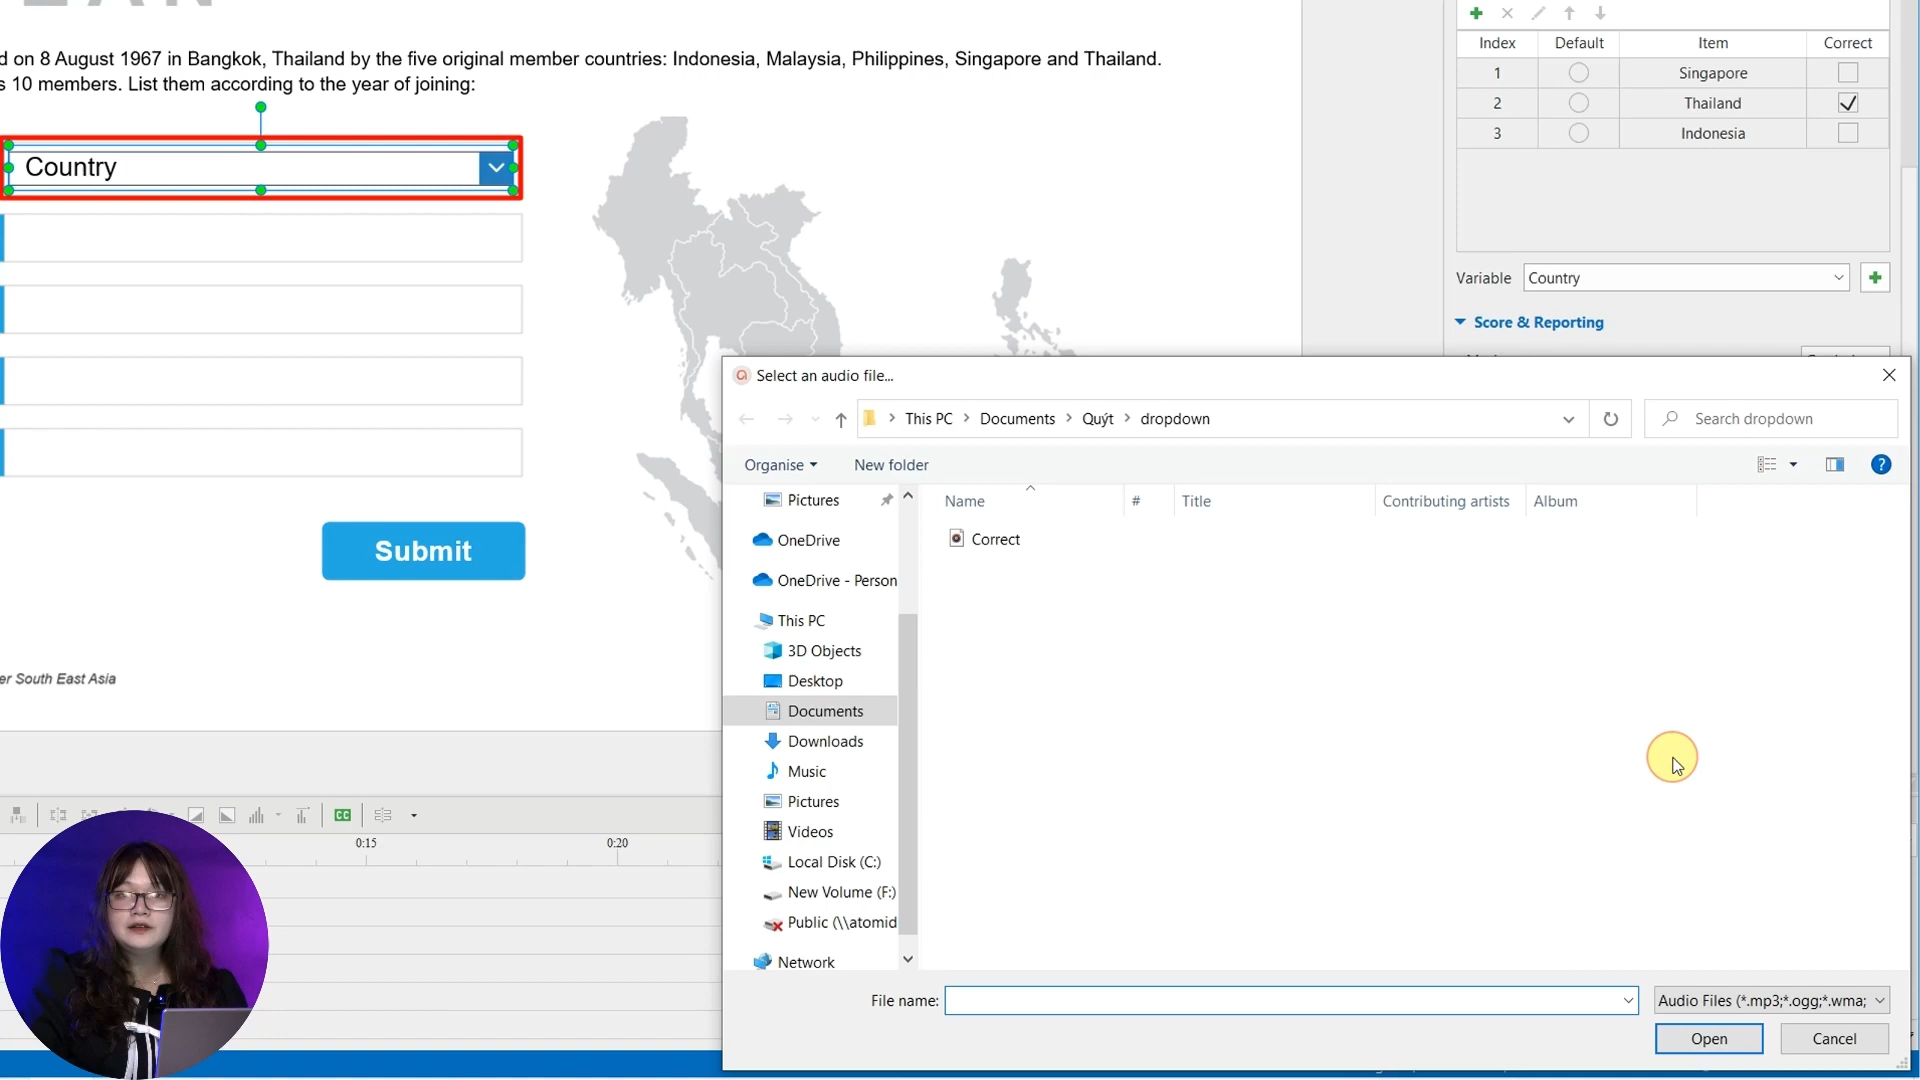 d on 8 August 1967 in Bangkok, Thailand by the five original member countries: Indonesia, Malaysia, Philippines, Singapore and Thailand.
s 10 members. List them according to the year of joining:
Country
Submit
er South East Asia
Index Default Item Correct
1 Singapore
2 Thailand
3 Indonesia
Variable Country
Score & Reporting
Select an audio file...
This PC > Documents > Quýt > dropdown
Search dropdown
Organise New folder
Pictures
OneDrive
OneDrive - Person
This PC
3D Objects
Desktop
Documents
Downloads
Music
Pictures
Videos
Local Disk (C:)
New Volume (F:)
Public (\\atomid
Network
Name # Title Contributing artists Album
Correct
File name:
Audio Files (*.mp3;*.ogg;*.wma;
Open Cancel
CC
0:15 0:20